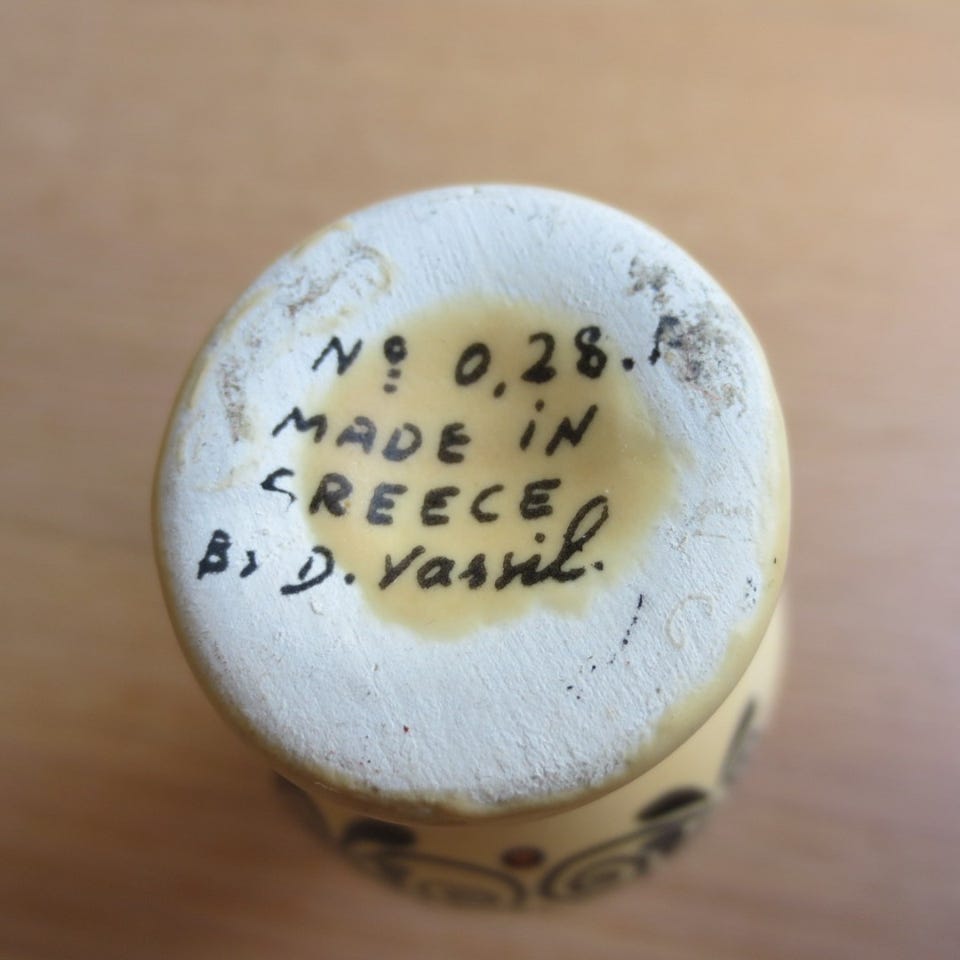 Nº 0,28.
MADE iN
GREECE
By D. Vassil.